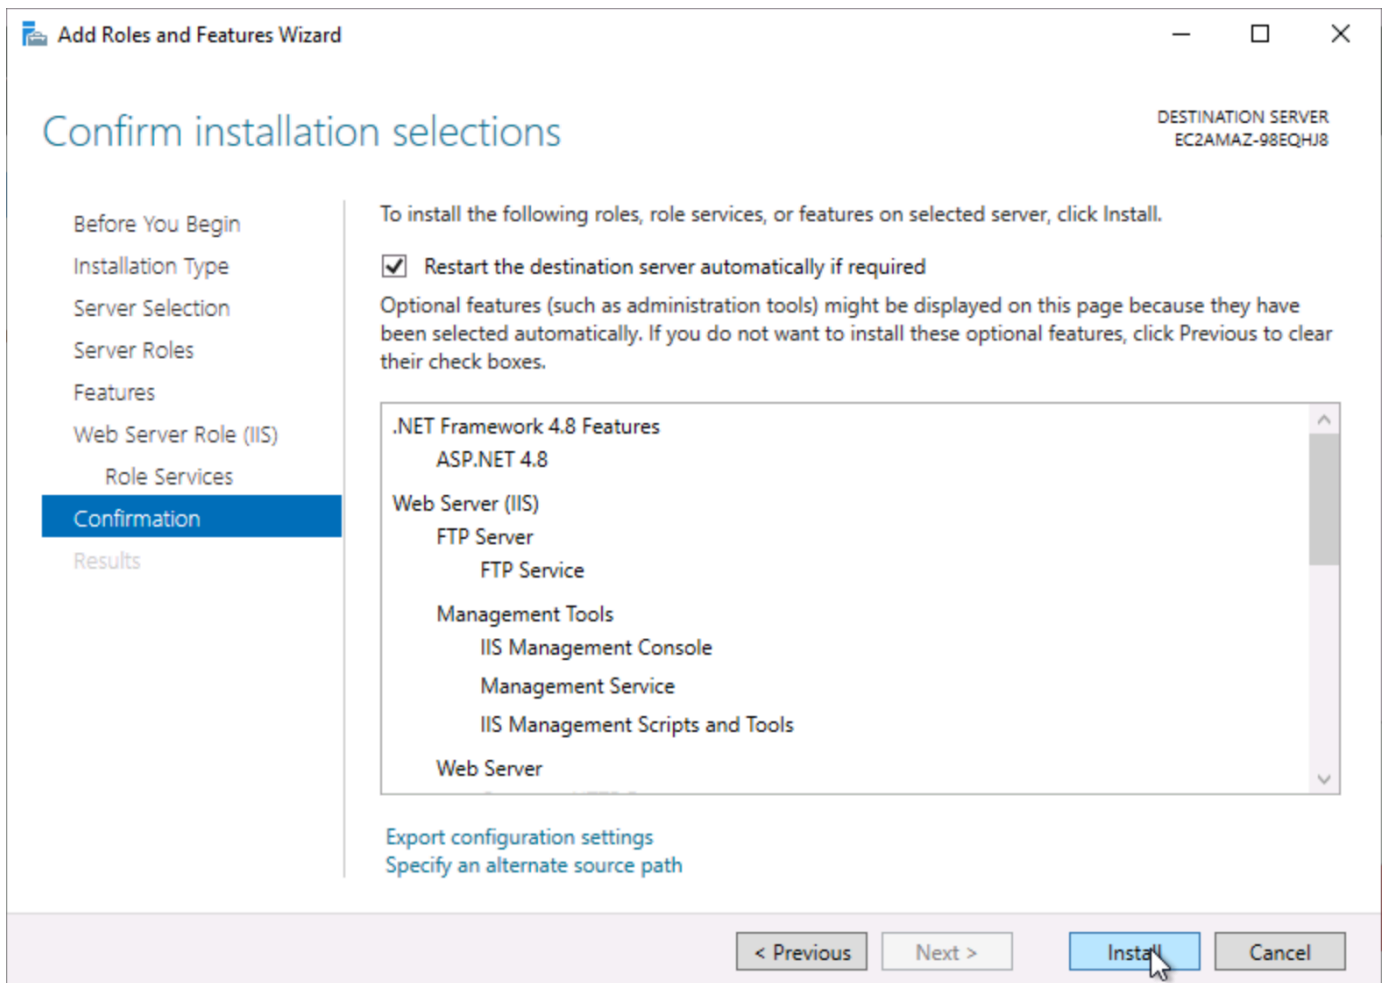 Add Roles and Features Wizard
Confirm installation selections
DESTINATION SERVER
EC2AMAZ-98EQHJ8
Before You Begin
Installation Type
Server Selection
Server Roles
Features
Web Server Role (IIS)
Role Services
Confirmation
Results
To install the following roles, role services, or features on selected server, click Install.
Restart the destination server automatically if required
Optional features (such as administration tools) might be displayed on this page because they have
been selected automatically. If you do not want to install these optional features, click Previous to clear
their check boxes.
.NET Framework 4.8 Features
ASP.NET 4.8
Web Server (IIS)
FTP Server
FTP Service
Management Tools
IIS Management Console
Management Service
IIS Management Scripts and Tools
Web Server
Export configuration settings
Specify an alternate source path
< Previous
Next >
Install
Cancel